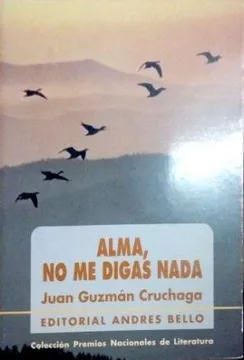 ALMA,
NO ME DIGAS NADA
Juan Guzmán Cruchaga
EDITORIAL ANDRES BELLO
Colección Premios Nacionales de Literatura